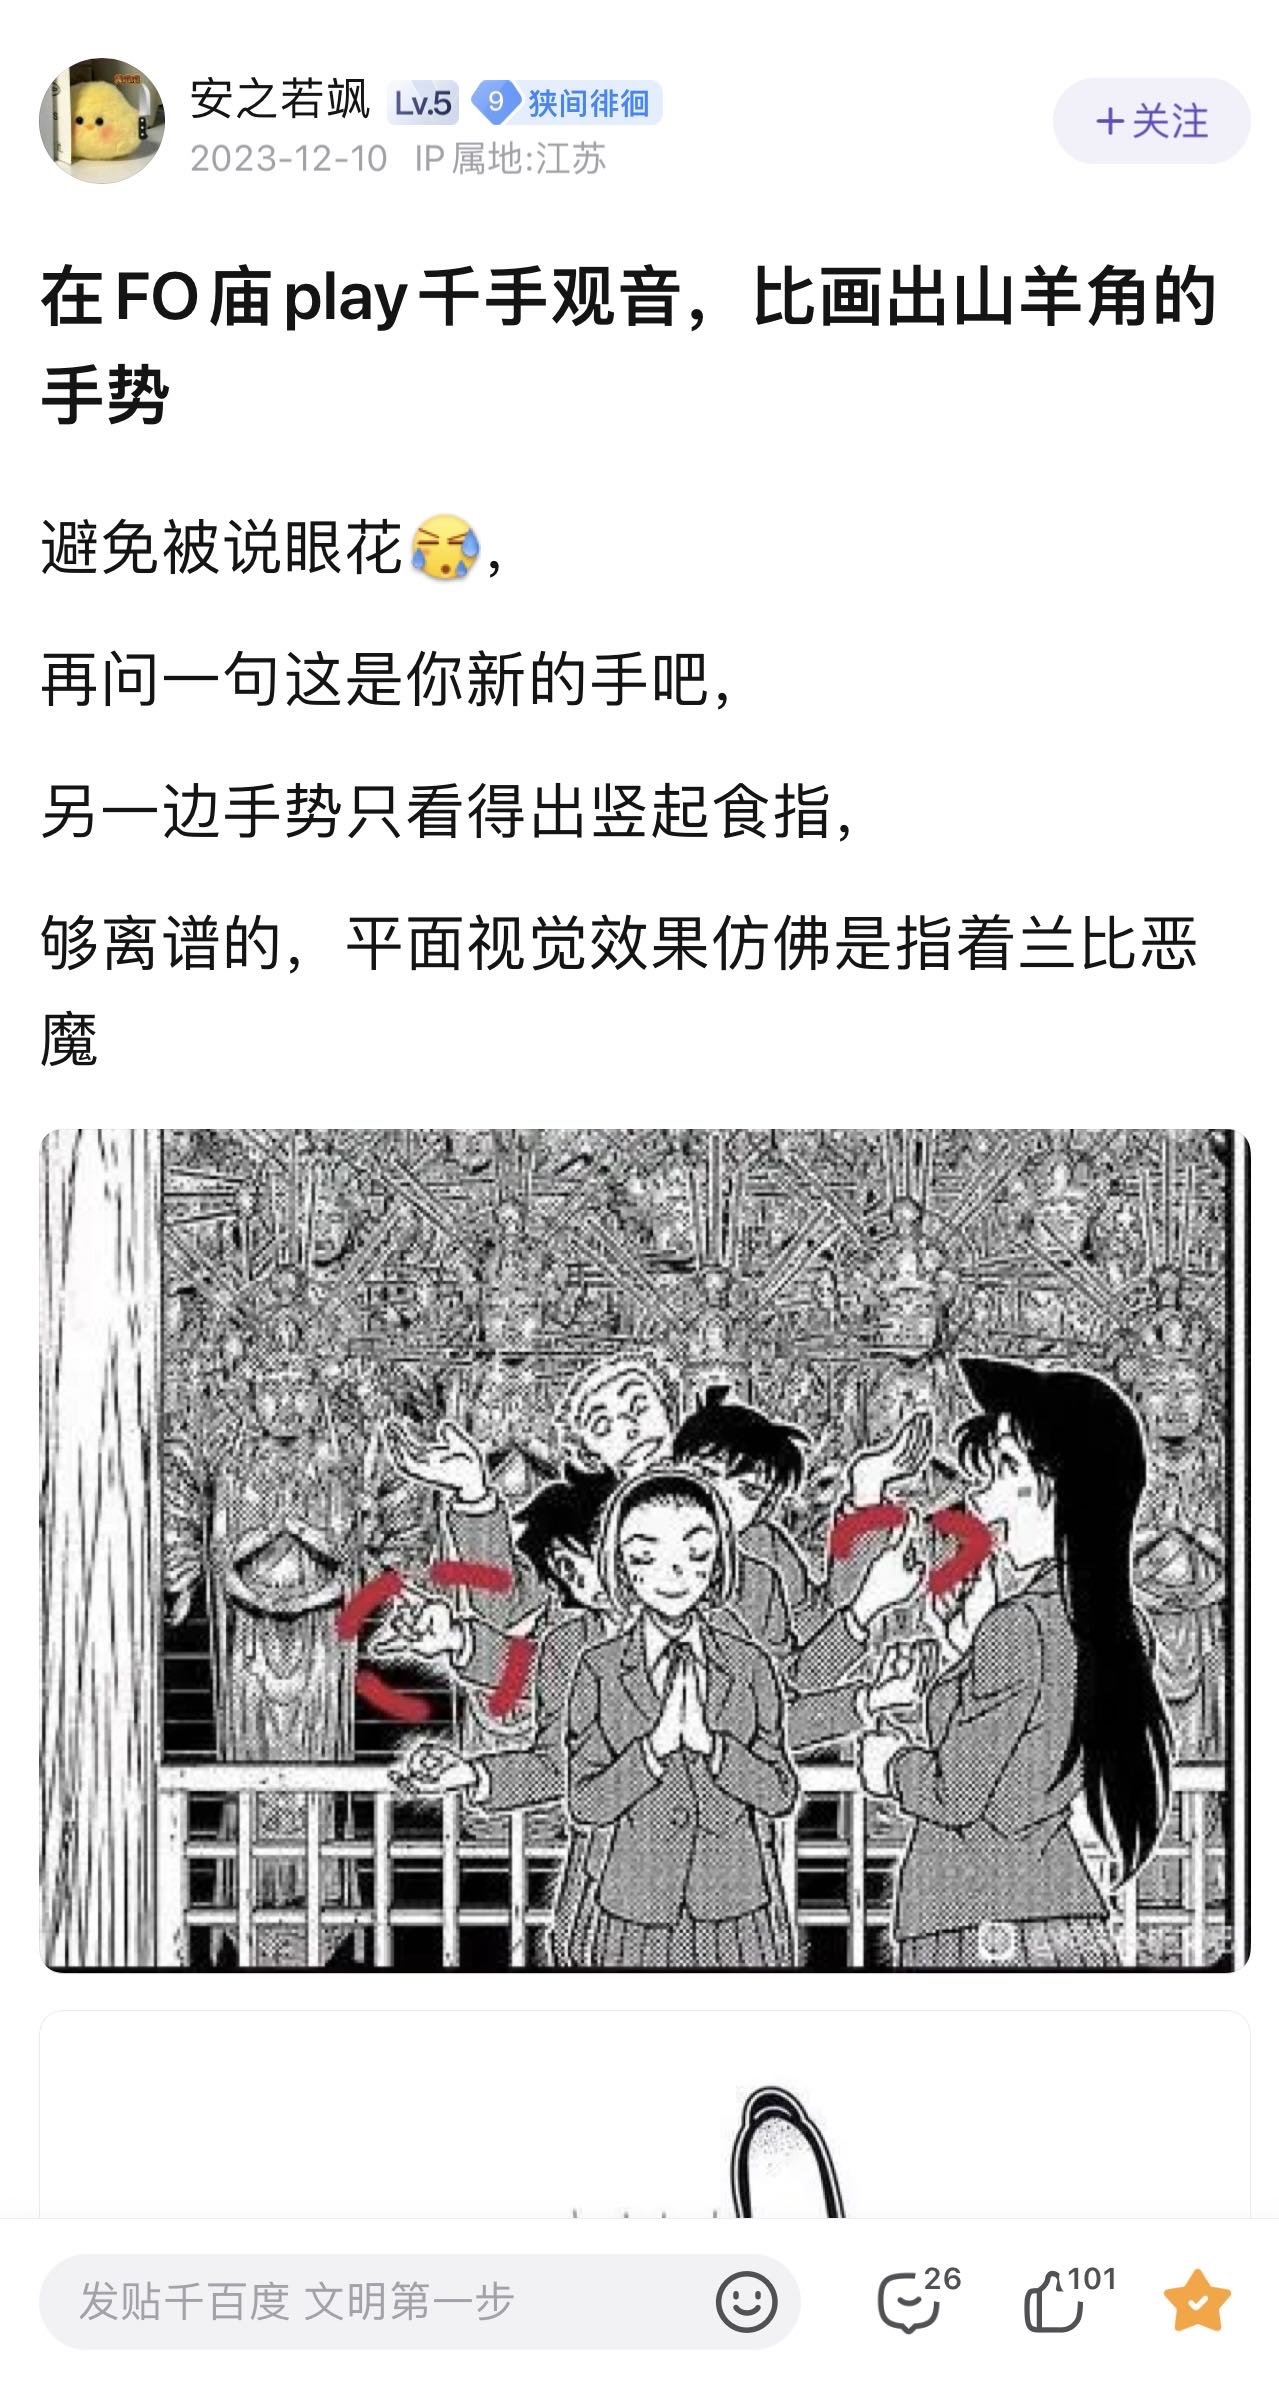 安之若飒 Lv.5 9 狭间徘徊
+关注
2023-12-10 IP属地:江苏
在FO庙play千手观音，比画出山羊角的
手势
避免被说眼花😥，
再问一句这是你新的手吧，
另一边手势只看得出竖起食指，
够离谱的，平面视觉效果仿佛是指着兰比恶
魔
发贴千百度 文明第一步
26
101